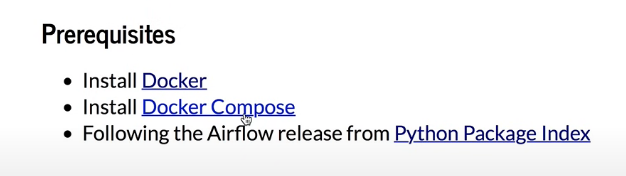 Prerequisites
Install Docker
Install Docker Compose
Following the Airflow release from Python Package Index